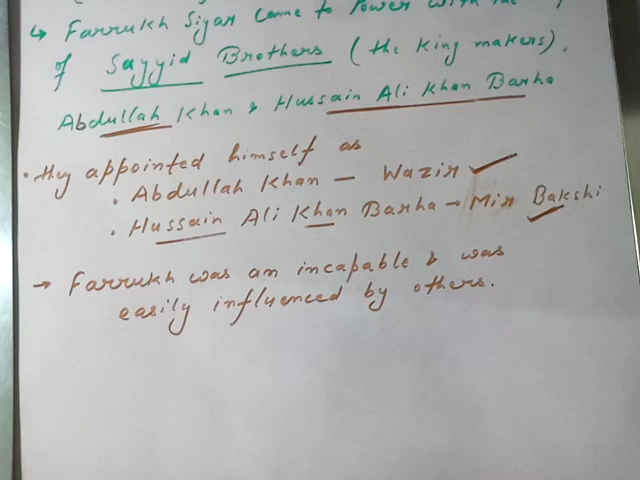 ↳ Farrukh Siyar Came to Power with the
of Sayyid Brothers (the King makers),
Abdullah Khan & Hussain Ali Khan Barha
• they appointed himself as
• Abdullah Khan – Wazir ✓
• Hussain Ali Khan Barha → Mir Bakshi ✓
→ Farrukh was an incapable & was
easily influenced by others.